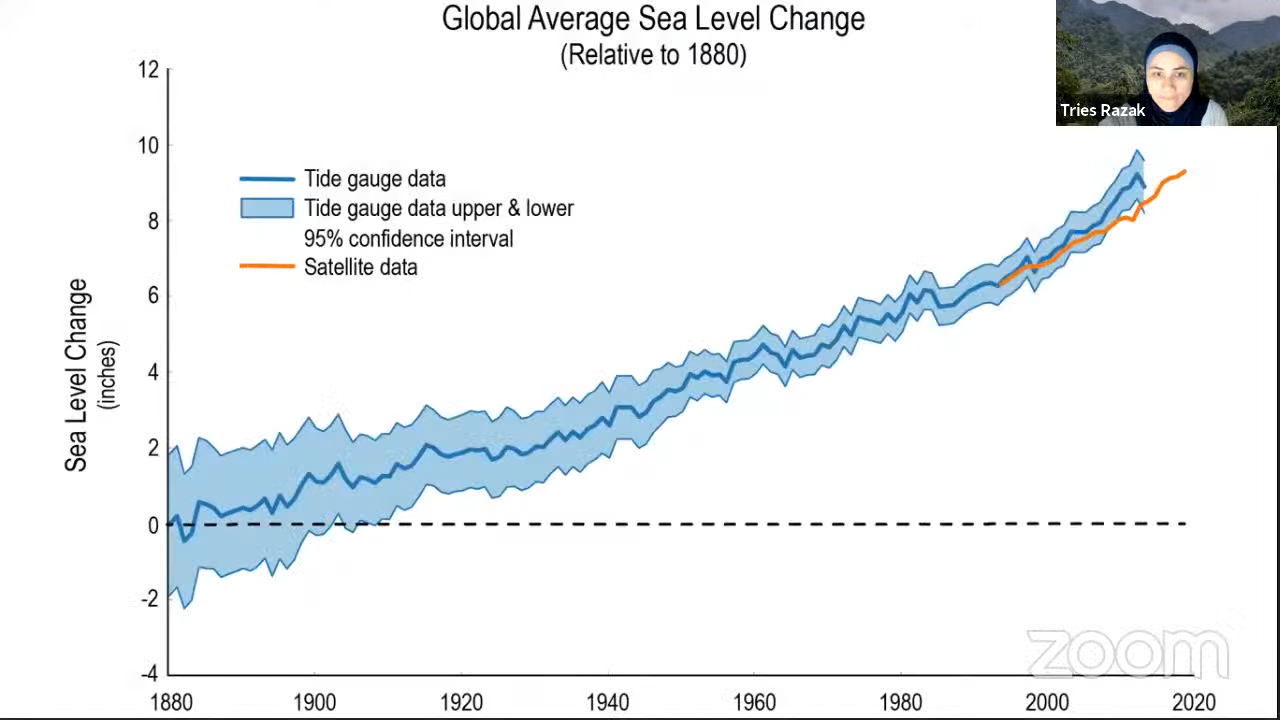 Global Average Sea Level Change
(Relative to 1880)
Tries Razak
12
10
8
6
4
2
0
-2
-4
Sea Level Change
(inches)
Tide gauge data
Tide gauge data upper & lower
95% confidence interval
Satellite data
zoom
1880 1900 1920 1940 1960 1980 2000 2020